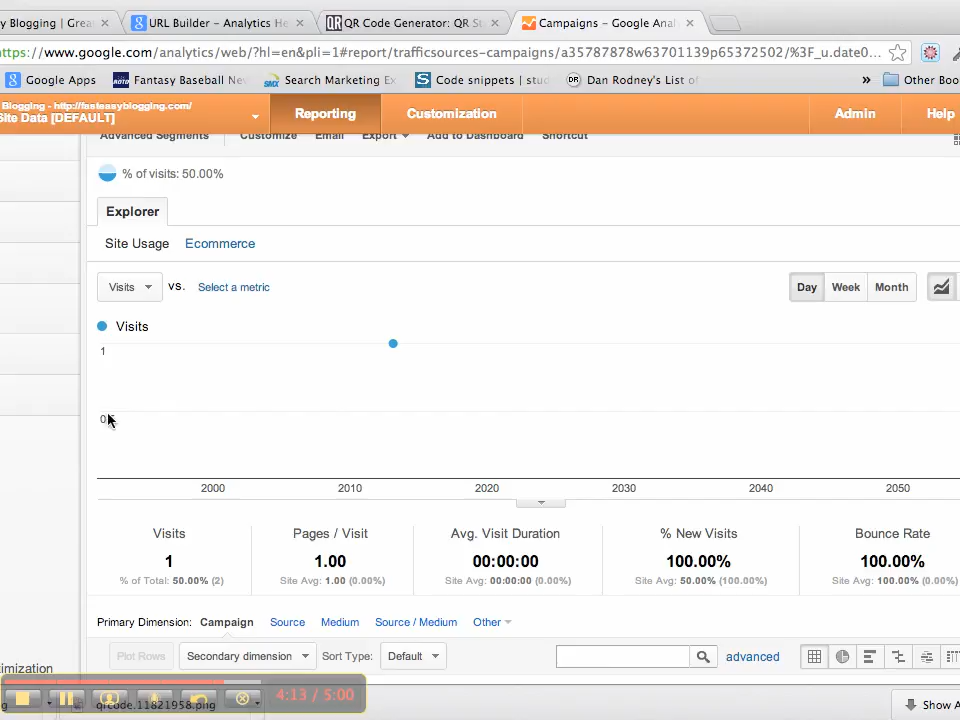 y Blogging | Grea
URL Builder – Analytics He
QR Code Generator: QR St
Campaigns – Google Anal
https://www.google.com/analytics/web/?hl=en&pli=1#report/trafficsources-campaigns/a35787878w63701139p65372502/%3F_u.date0...
Google Apps
Fantasy Baseball New
Search Marketing Ex
Code snippets | stud
Dan Rodney's List of
»
Other Boo
Blogging - http://fasteasyblogging.com/
Site Data [DEFAULT]
Reporting
Customization
Admin
Help
Advanced Segments
Customize
Email
Export
Add to Dashboard
Shortcut
% of visits: 50.00%
Explorer
Site Usage
Ecommerce
Visits
vs.
Select a metric
Day
Week
Month
Visits
1
2000
2010
2020
2030
2040
2050
Visits
Pages / Visit
Avg. Visit Duration
% New Visits
Bounce Rate
1
1.00
00:00:00
100.00%
100.00%
% of Total: 50.00% (2)
Site Avg: 1.00 (0.00%)
Site Avg: 00:00:00 (0.00%)
Site Avg: 50.00% (100.00%)
Site Avg: 100.00% (0.00%)
Primary Dimension:
Campaign
Source
Medium
Source / Medium
Other
Plot Rows
Secondary dimension
Sort Type:
Default
advanced
imization
4:13 / 5:00
qrcode.11821958.png
Show A